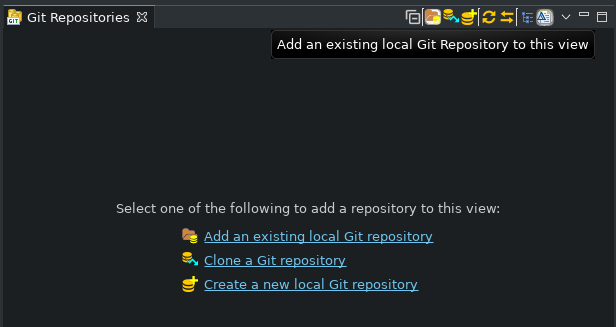 Git Repositories
Add an existing local Git Repository to this view
Select one of the following to add a repository to this view:
Add an existing local Git repository
Clone a Git repository
Create a new local Git repository